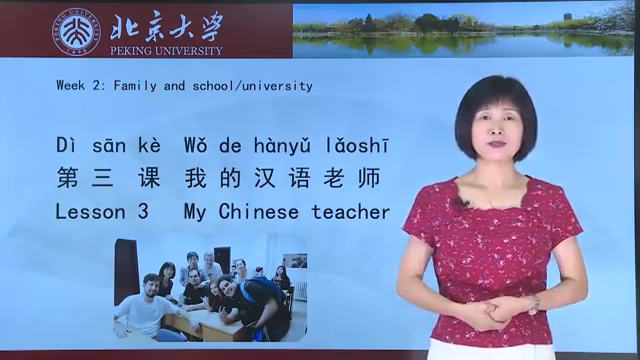 北京大学
PEKING UNIVERSITY
Week 2: Family and school/university
Dì sān kè Wǒ de hànyǔ lǎoshī
第三课 我的汉语老师
Lesson 3 My Chinese teacher